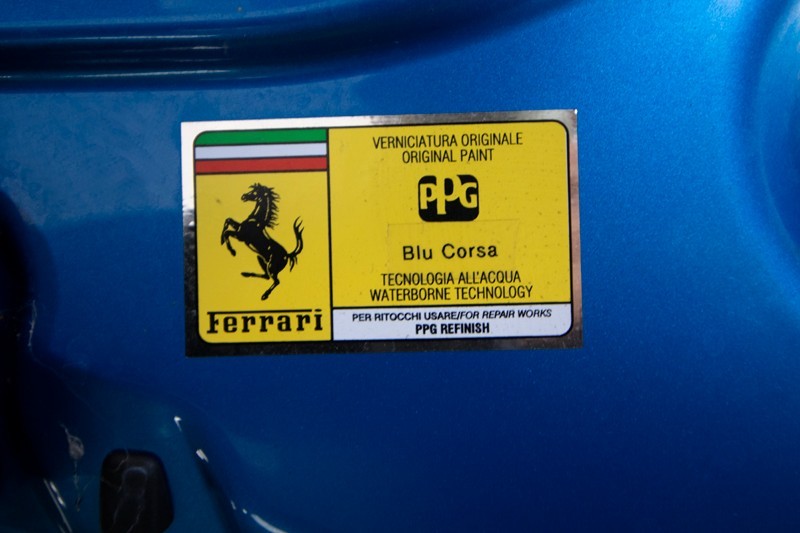 Ferrari
VERNICIATURA ORIGINALE
ORIGINAL PAINT
PPG
Blu Corsa
TECNOLOGIA ALL'ACQUA
WATERBORNE TECHNOLOGY
PER RITOCCHI USARE/FOR REPAIR WORKS
PPG REFINISH